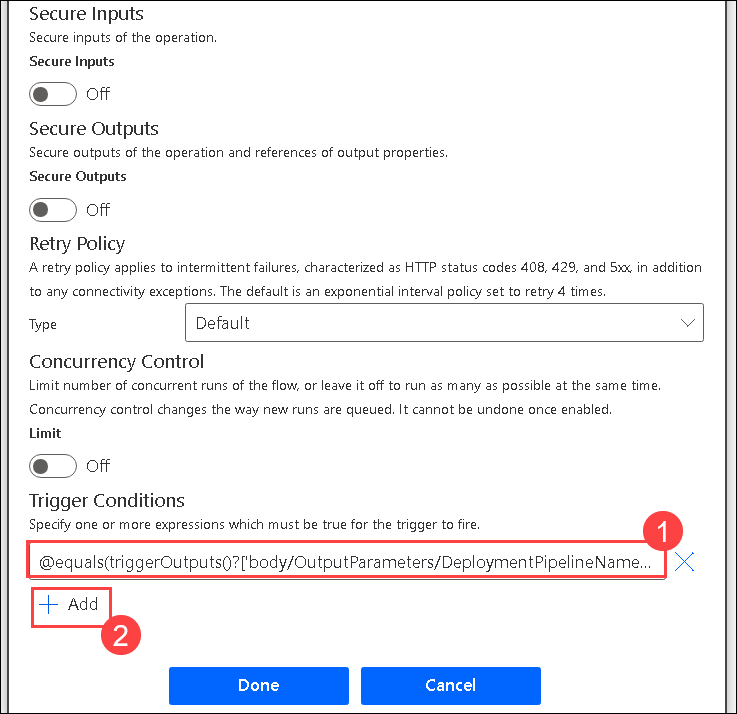 Secure Inputs
Secure inputs of the operation.
Secure Inputs
Off
Secure Outputs
Secure outputs of the operation and references of output properties.
Secure Outputs
Off
Retry Policy
A retry policy applies to intermittent failures, characterized as HTTP status codes 408, 429, and 5xx, in addition
to any connectivity exceptions. The default is an exponential interval policy set to retry 4 times.
Type
Default
Concurrency Control
Limit number of concurrent runs of the flow, or leave it off to run as many as possible at the same time.
Concurrency control changes the way new runs are queued. It cannot be undone once enabled.
Limit
Off
Trigger Conditions
Specify one or more expressions which must be true for the trigger to fire.
1
@equals(triggerOutputs()?['body/OutputParameters/DeploymentPipelineName...
Add
2
Done
Cancel